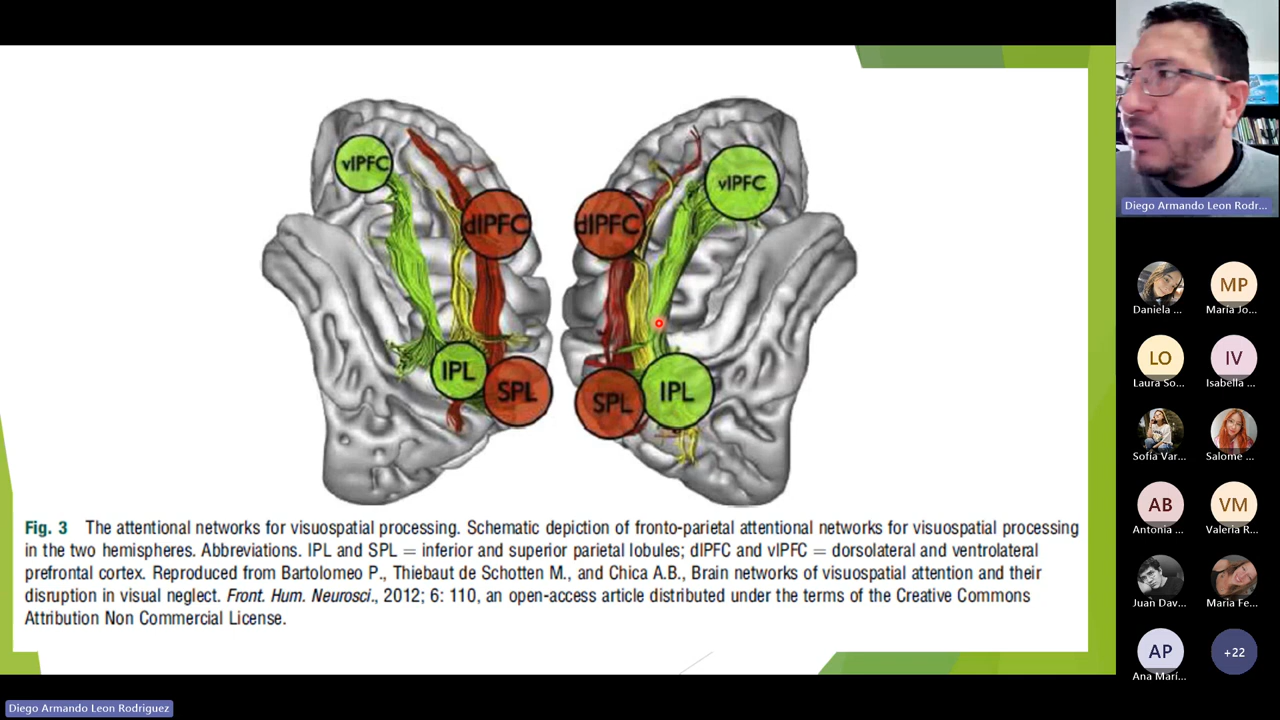 vlPFC
vlPFC
dlPFC
dlPFC
IPL
SPL
SPL
IPL
Fig. 3 The attentional networks for visuospatial processing. Schematic depiction of fronto-parietal attentional networks for visuospatial processing
in the two hemispheres. Abbreviations. IPL and SPL = inferior and superior parietal lobules; dlPFC and vlPFC = dorsolateral and ventrolateral
prefrontal cortex. Reproduced from Bartolomeo P., Thiebaut de Schotten M., and Chica A.B., Brain networks of visuospatial attention and their
disruption in visual neglect. Front. Hum. Neurosci., 2012; 6: 110, an open-access article distributed under the terms of the Creative Commons
Attribution Non Commercial License.
Diego Armando Leon Rodr...
MP
Daniela ...
María Jo...
LO
IV
Laura So...
Isabella ...
Sofía Var...
Salome ...
AB
VM
Antonia ...
Valeria R...
Juan Dav...
Maria Fe...
AP
+22
Ana Marí...
Diego Armando Leon Rodriguez